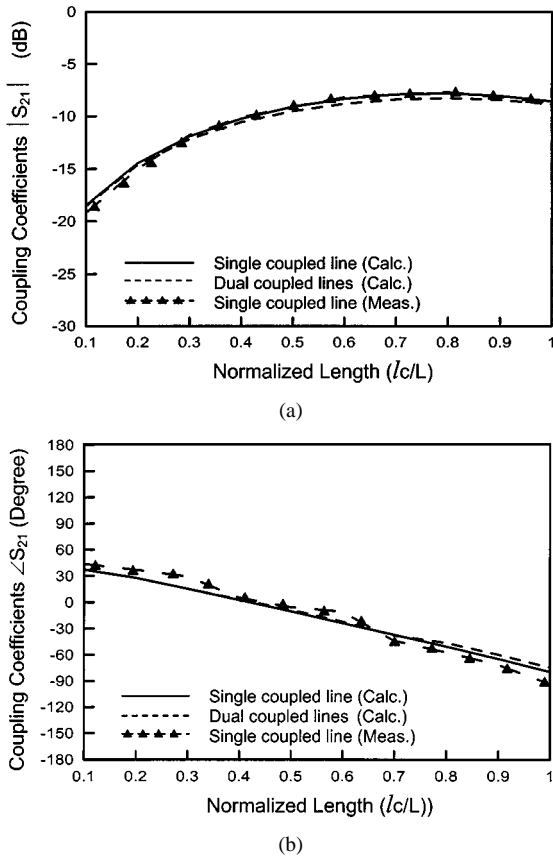 0
-5
-10
-15
-20
-25
-30
Coupling Coefficients |S21| (dB)
Single coupled line (Calc.)
Dual coupled lines (Calc.)
Single coupled line (Meas.)
0.1 0.2 0.3 0.4 0.5 0.6 0.7 0.8 0.9 1
Normalized Length (lc/L)
(a)
180
150
120
90
60
30
0
-30
-60
-90
-120
-150
-180
Coupling Coefficients ∠S21 (Degree)
Single coupled line (Calc.)
Dual coupled lines (Calc.)
Single coupled line (Meas.)
0.1 0.2 0.3 0.4 0.5 0.6 0.7 0.8 0.9 1
Normalized Length (lc/L))
(b)